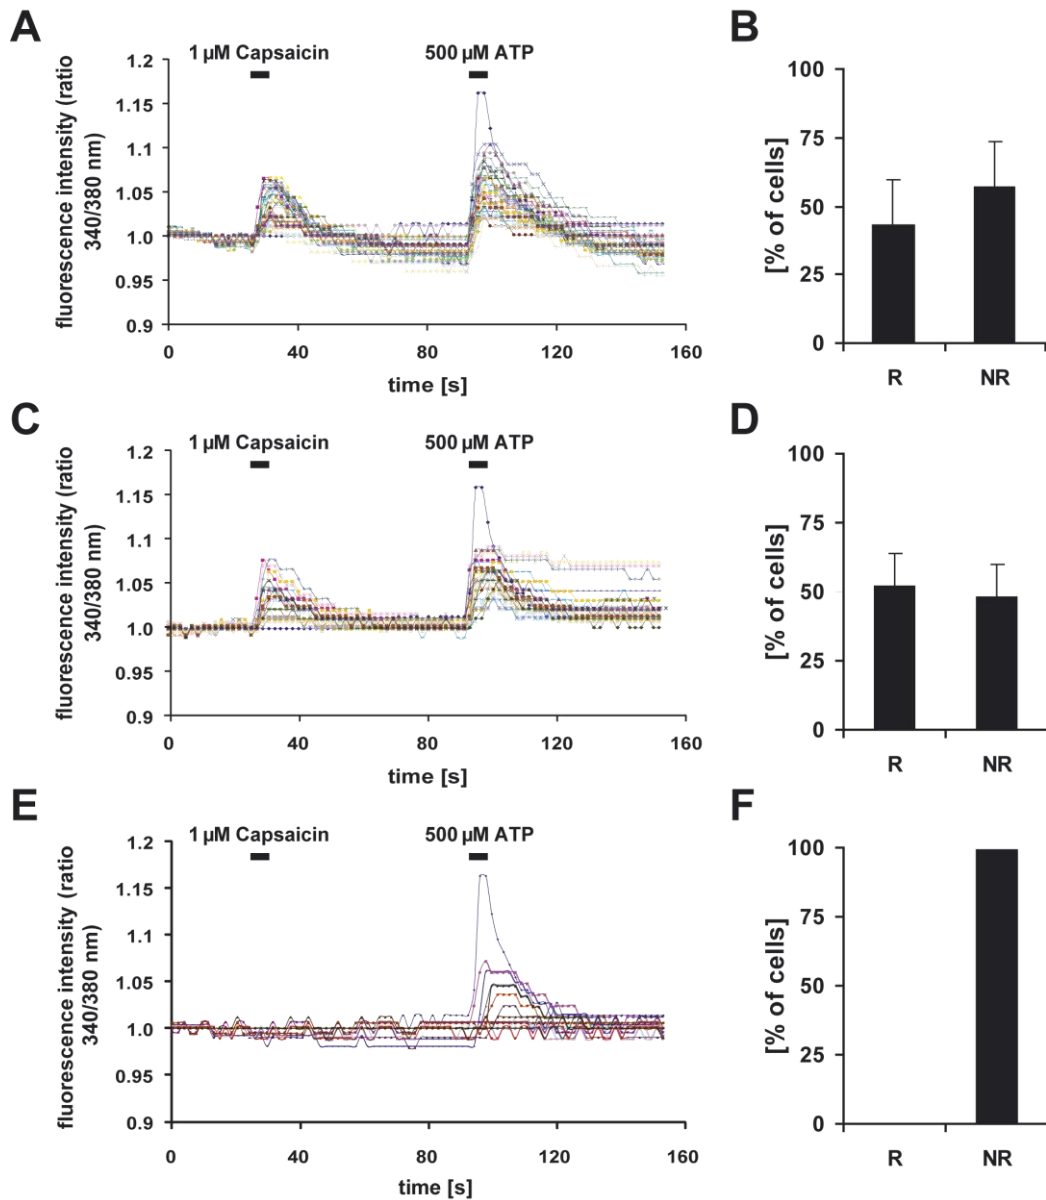 A
1 µM Capsaicin
500 µM ATP
fluorescence intensity (ratio
340/380 nm)
1.2
1.15
1.1
1.05
1.0
0.95
0.9
0
40
80
120
160
time [s]
B
[% of cells]
100
75
50
25
0
R
NR
C
1 µM Capsaicin
500 µM ATP
fluorescence intensity (ratio
340/380 nm)
1.2
1.15
1.1
1.05
1.0
0.95
0.9
0
40
80
120
160
time [s]
D
[% of cells]
100
75
50
25
0
R
NR
E
1 µM Capsaicin
500 µM ATP
fluorescence intensity (ratio
340/380 nm)
1.2
1.15
1.1
1.05
1.0
0.95
0.9
0
40
80
120
160
time [s]
F
[% of cells]
100
75
50
25
0
R
NR